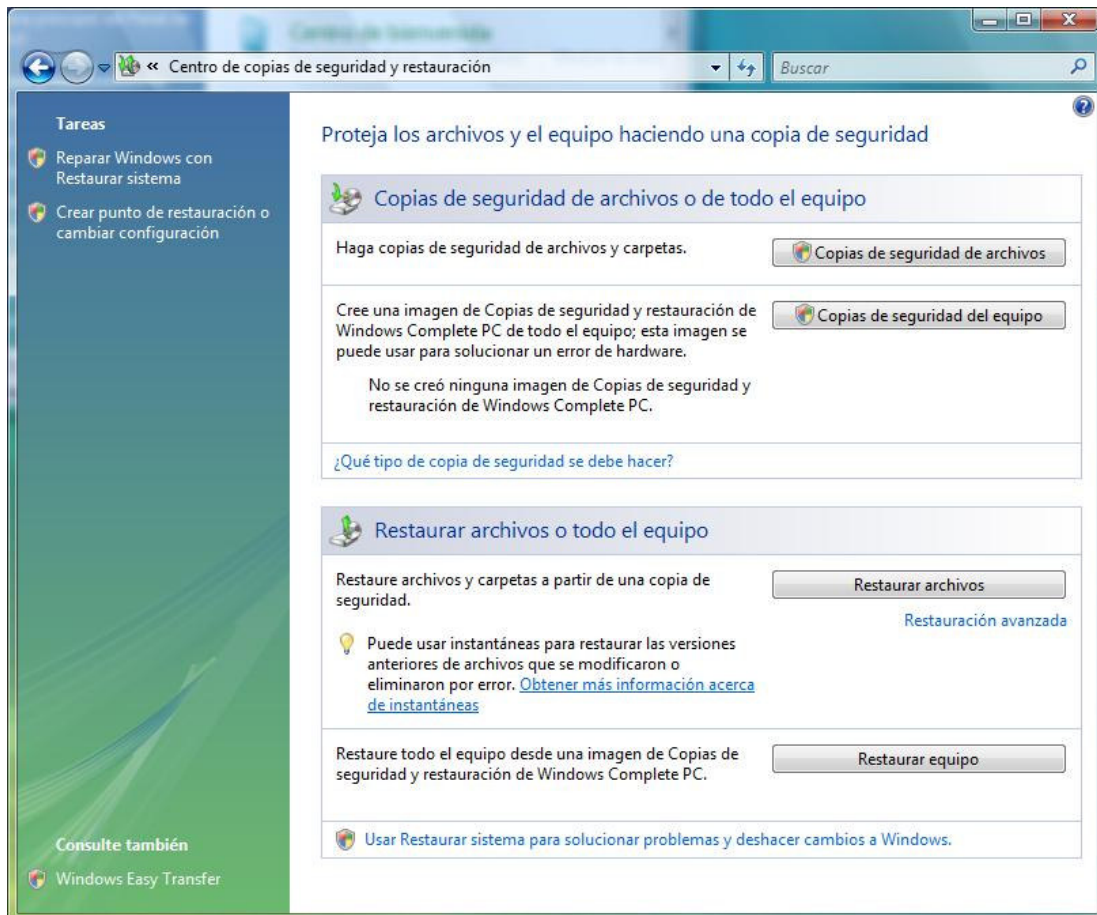 Centro de bienvenida
« Centro de copias de seguridad y restauración
Buscar
Tareas
Reparar Windows con
Restaurar sistema
Crear punto de restauración o
cambiar configuración
Proteja los archivos y el equipo haciendo una copia de seguridad
Copias de seguridad de archivos o de todo el equipo
Haga copias de seguridad de archivos y carpetas.
Copias de seguridad de archivos
Cree una imagen de Copias de seguridad y restauración de
Windows Complete PC de todo el equipo; esta imagen se
puede usar para solucionar un error de hardware.
Copias de seguridad del equipo
No se creó ninguna imagen de Copias de seguridad y
restauración de Windows Complete PC.
¿Qué tipo de copia de seguridad se debe hacer?
Restaurar archivos o todo el equipo
Restaure archivos y carpetas a partir de una copia de
seguridad.
Restaurar archivos
Restauración avanzada
Puede usar instantáneas para restaurar las versiones
anteriores de archivos que se modificaron o
eliminaron por error. Obtener más información acerca
de instantáneas
Restaure todo el equipo desde una imagen de Copias de
seguridad y restauración de Windows Complete PC.
Restaurar equipo
Usar Restaurar sistema para solucionar problemas y deshacer cambios a Windows.
Consulte también
Windows Easy Transfer